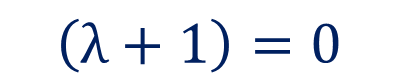 (λ + 1) = 0